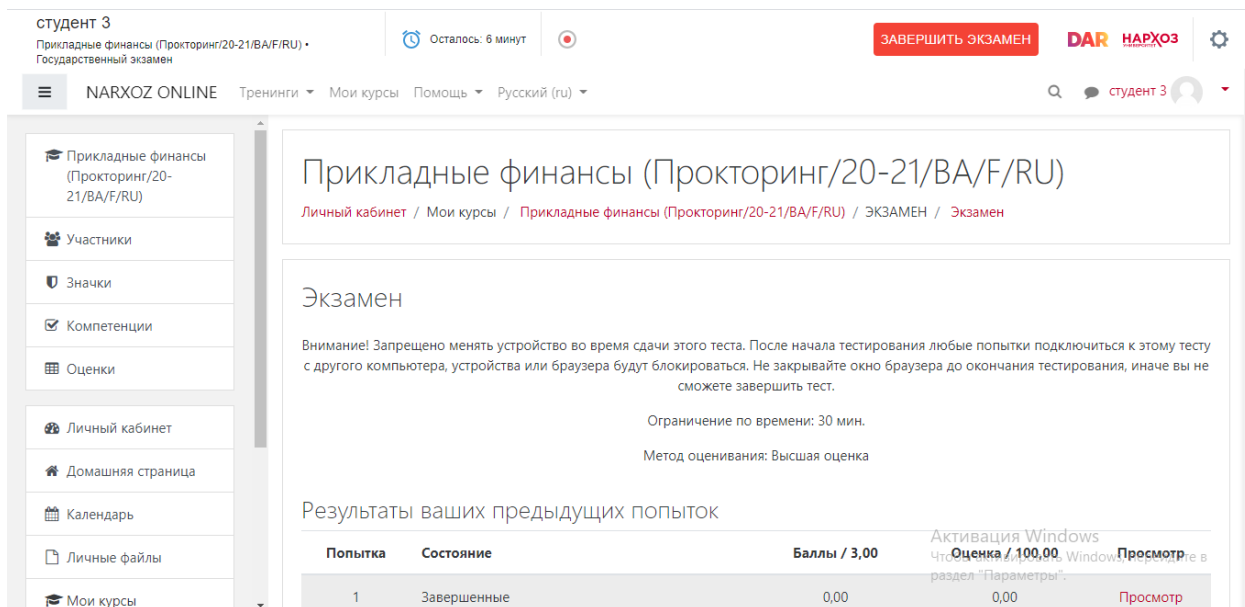 студент 3
Прикладные финансы (Прокторинг/20-21/BA/F/RU) •
Государственный экзамен
Осталось: 6 минут
ЗАВЕРШИТЬ ЭКЗАМЕН
DAR НАРХОЗ
УНИВЕРСИТЕТ
NARXOZ ONLINE Тренинги Мои курсы Помощь Русский (ru)
студент 3
Прикладные финансы
(Прокторинг/20-
21/BA/F/RU)
Участники
Значки
Компетенции
Оценки
Личный кабинет
Домашняя страница
Календарь
Личные файлы
Мои курсы
Прикладные финансы (Прокторинг/20-21/BA/F/RU)
Личный кабинет / Мои курсы / Прикладные финансы (Прокторинг/20-21/BA/F/RU) / ЭКЗАМЕН / Экзамен
Экзамен
Внимание! Запрещено менять устройство во время сдачи этого теста. После начала тестирования любые попытки подключиться к этому тесту
с другого компьютера, устройства или браузера будут блокироваться. Не закрывайте окно браузера до окончания тестирования, иначе вы не
сможете завершить тест.
Ограничение по времени: 30 мин.
Метод оценивания: Высшая оценка
Результаты ваших предыдущих попыток
Попытка Состояние Баллы / 3,00 Оценка / 100,00 Просмотр
1 Завершенные 0,00 0,00 Просмотр
Активация Windows
Чтобы активировать Windows, перейдите в
раздел "Параметры".